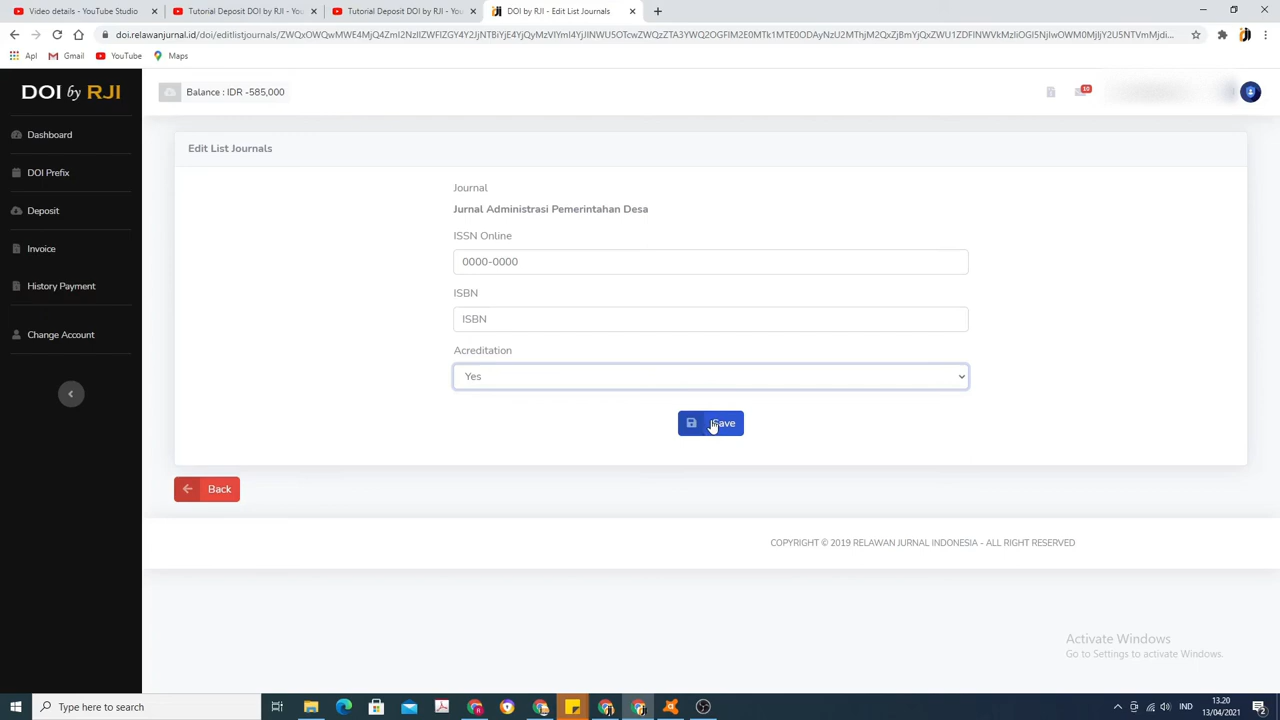 Video details - YouTube Studio
Tutorial Deposit DOI by RJI - You
Tutorial Deposit DOI by RJI - You
DOI by RJI - Edit List Journals
Apl
Gmail
YouTube
Maps
DOI by RJI
Balance : IDR -585,000
10
Dashboard
DOI Prefix
Deposit
Invoice
History Payment
Change Account
Edit List Journals
Journal
Jurnal Administrasi Pemerintahan Desa
ISSN Online
0000-0000
ISBN
ISBN
Acreditation
Yes
Save
Back
COPYRIGHT © 2019 RELAWAN JURNAL INDONESIA - ALL RIGHT RESERVED
Activate Windows
Go to Settings to activate Windows.
Type here to search
IND
13.20
13/04/2021
2